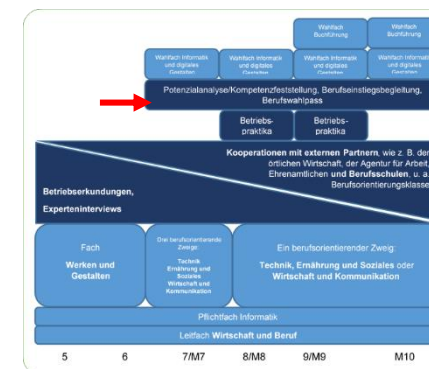 Wahlfach Buchführung
Wahlfach Buchführung
Wahlfach Informatik und digitales Gestalten
Wahlfach Informatik und digitales Gestalten
Wahlfach Informatik und digitales Gestalten
Wahlfach Informatik und digitales Gestalten
Potenzialanalyse/Kompetenzfeststellung, Berufseinstiegsbegleitung,
Berufswahlpass
Betriebs-
praktika
Betriebs-
praktika
Kooperationen mit externen Partnern, wie z. B. der
örtlichen Wirtschaft, der Agentur für Arbeit,
Ehrenamtlichen und Berufsschulen, u. a.
Berufsorientierungsklasse
Betriebserkundungen,
Experteninterviews
Fach
Werken und
Gestalten
Drei berufsorientierende
Zweige:
Technik
Ernährung und
Soziales
Wirtschaft und
Kommunikation
Ein berufsorientierender Zweig:
Technik, Ernährung und Soziales oder
Wirtschaft und Kommunikation
Pflichtfach Informatik
Leitfach Wirtschaft und Beruf
5 6 7/M7 8/M8 9/M9 M10